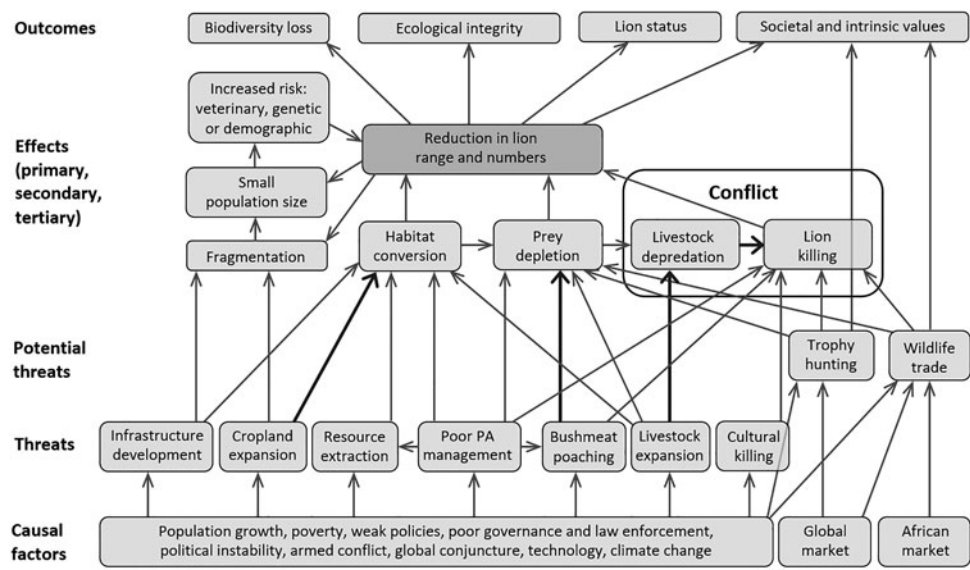 Outcomes
Biodiversity loss
Ecological integrity
Lion status
Societal and intrinsic values
Increased risk:
veterinary, genetic
or demographic
Effects
(primary,
secondary,
tertiary)
Reduction in lion
range and numbers
Small
population size
Conflict
Fragmentation
Habitat
conversion
Prey
depletion
Livestock
depredation
Lion
killing
Potential
threats
Trophy
hunting
Wildlife
trade
Threats
Infrastructure
development
Cropland
expansion
Resource
extraction
Poor PA
management
Bushmeat
poaching
Livestock
expansion
Cultural
killing
Causal
factors
Population growth, poverty, weak policies, poor governance and law enforcement,
political instability, armed conflict, global conjuncture, technology, climate change
Global
market
African
market